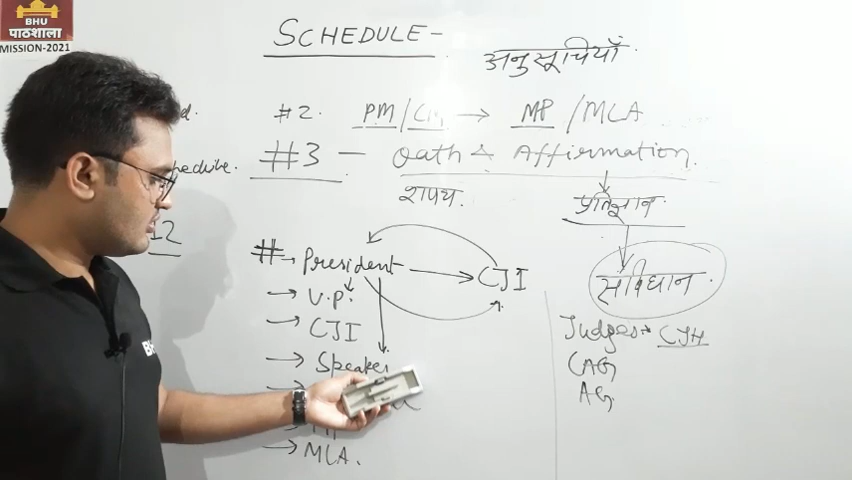 BHU
पाठशाला
MISSION-2021
SCHEDULE-
अनुसूचियाँ.
#2. PM/CM → MP/MLA
#3 - Oath & Affirmation.
शपथ.
प्रतिज्ञान.
संविधान.
12
# → President → CJI
→ V.P.
→ CJI
→ Speaker
→ MLA.
Judges → CJH
CAG
AG,